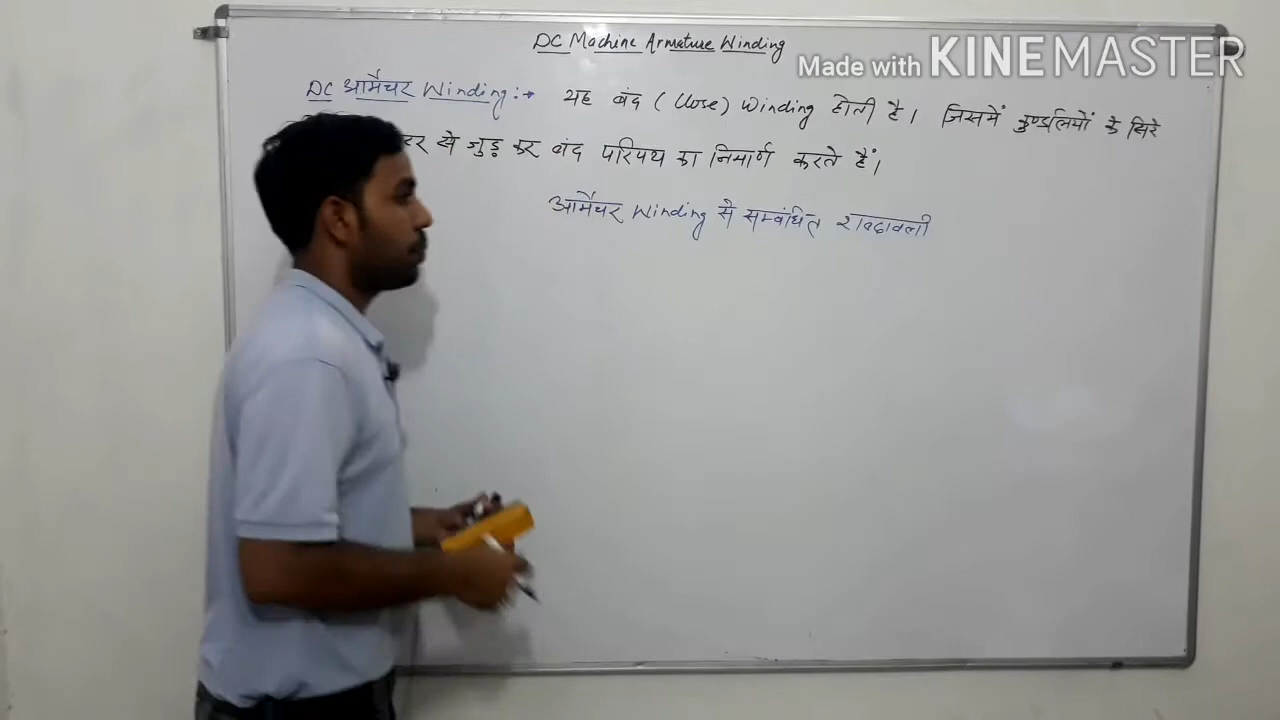 DC Machine Armature Winding
Made with KINEMASTER
DC आर्मेचर Winding :→ यह बंद (Close) Winding होती है। जिसमें कुण्डलियों के सिरे
से जुड़ कर बंद परिपथ का निमार्ण करते हैं।
आर्मेचर Winding से सम्बंधित शब्दावली